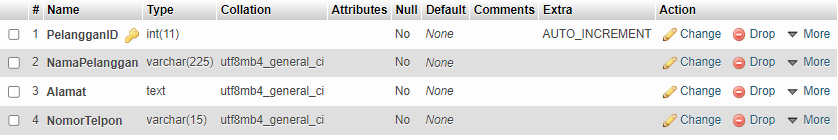 # Name Type Collation Attributes Null Default Comments Extra Action
1 PelangganID int(11) No None AUTO_INCREMENT Change Drop More
2 NamaPelanggan varchar(225) utf8mb4_general_ci No None Change Drop More
3 Alamat text utf8mb4_general_ci No None Change Drop More
4 NomorTelpon varchar(15) utf8mb4_general_ci No None Change Drop More